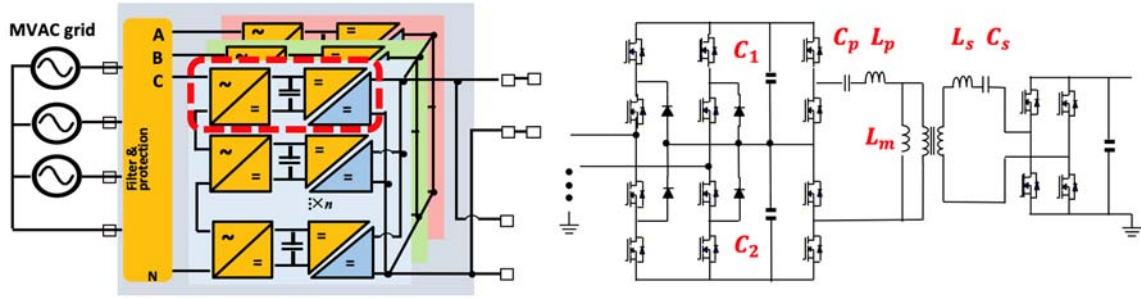 MVAC grid
A
B
C
N
Filter &
protection
~
=
~
=
~
=
=
=
~
=
=
=
⋮×n
~
=
=
=
C1
C2
Cp Lp
Lm
Ls Cs